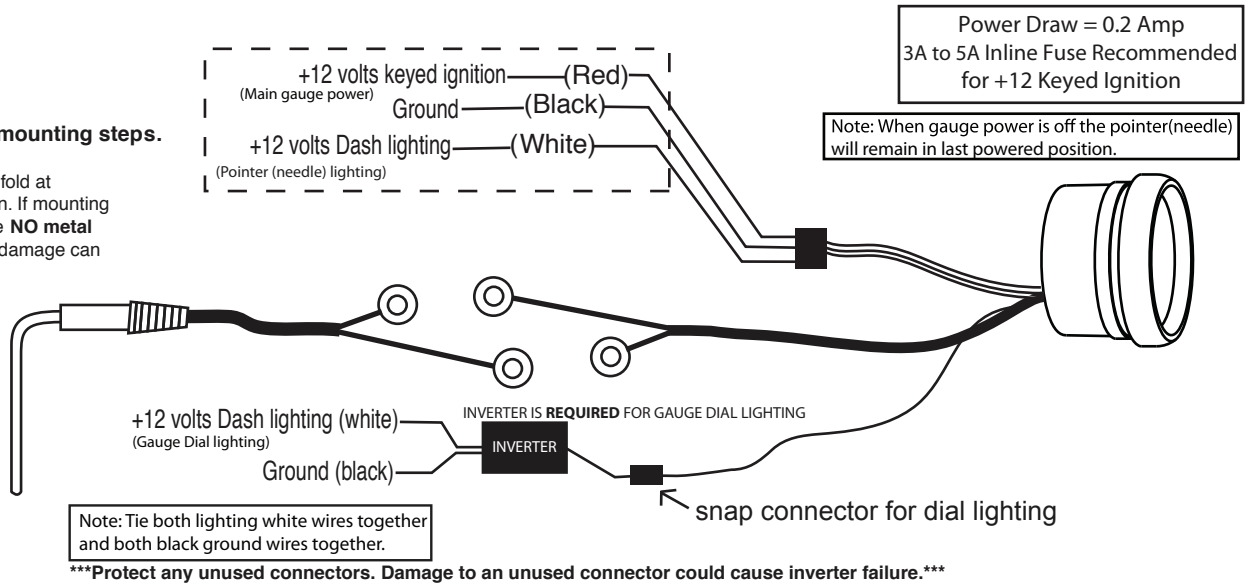 Power Draw = 0.2 Amp
3A to 5A Inline Fuse Recommended
for +12 Keyed Ignition
Note: When gauge power is off the pointer(needle)
will remain in last powered position.
+12 volts keyed ignition (Red)
(Main gauge power)
Ground (Black)
+12 volts Dash lighting (White)
(Pointer (needle) lighting)
mounting steps.
fold at
n. If mounting
e NO metal
damage can
INVERTER IS REQUIRED FOR GAUGE DIAL LIGHTING
+12 volts Dash lighting (white)
(Gauge Dial lighting)
INVERTER
Ground (black)
snap connector for dial lighting
Note: Tie both lighting white wires together
and both black ground wires together.
***Protect any unused connectors. Damage to an unused connector could cause inverter failure.***